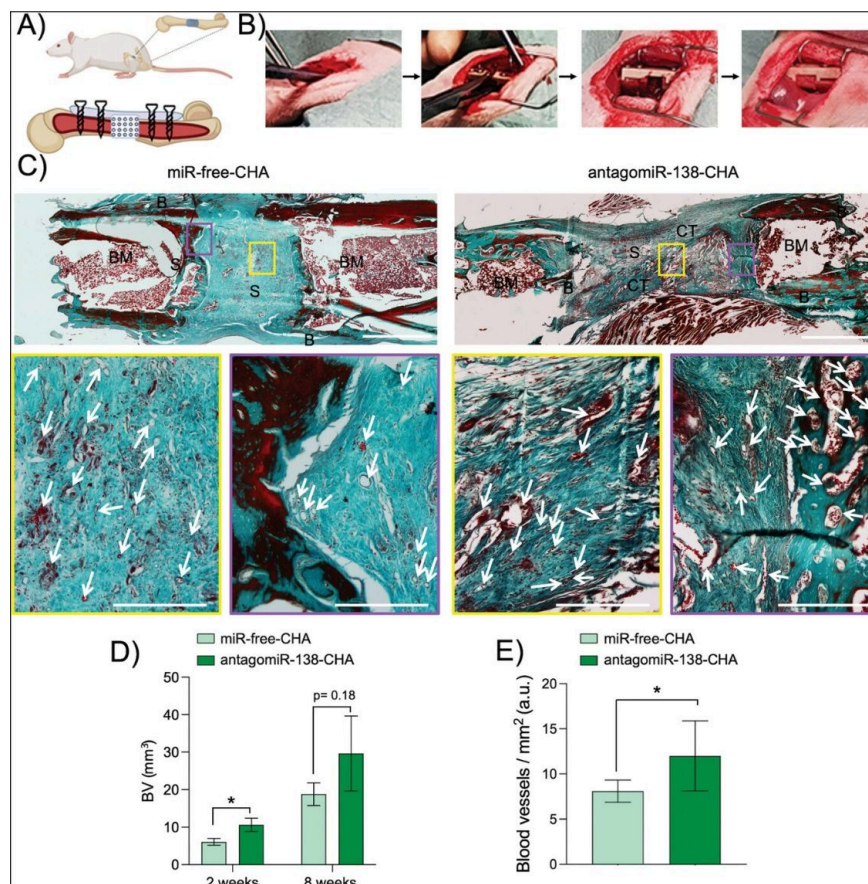 A)
B)
C)
miR-free-CHA
antagomiR-138-CHA
B
BM
S
BM
S
B
CT
S
CT
BM
B
BM
B
B
D)
miR-free-CHA
antagomiR-138-CHA
BV (mm³)
50
40
30
20
10
0
*
p= 0.18
2 weeks
8 weeks
E)
miR-free-CHA
antagomiR-138-CHA
Blood vessels / mm² (a.u.)
20
15
10
5
0
*